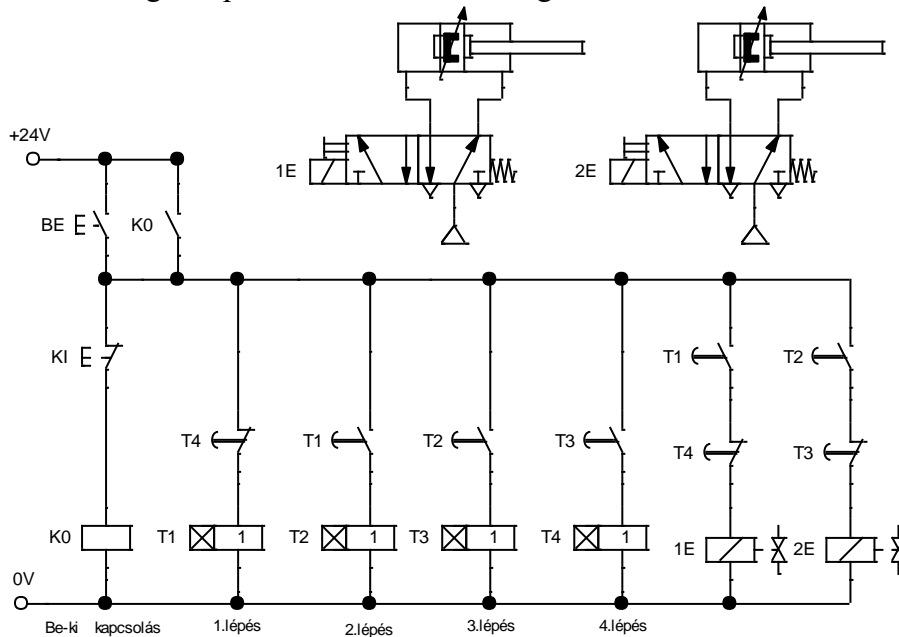 +24V
1E
2E
BE
K0
KI
T1
T2
T4
T1
T2
T3
T4
T3
K0
T1
1
T2
1
T3
1
T4
1
1E
2E
0V
Be-ki kapcsolás
1.lépés
2.lépés
3.lépés
4.lépés